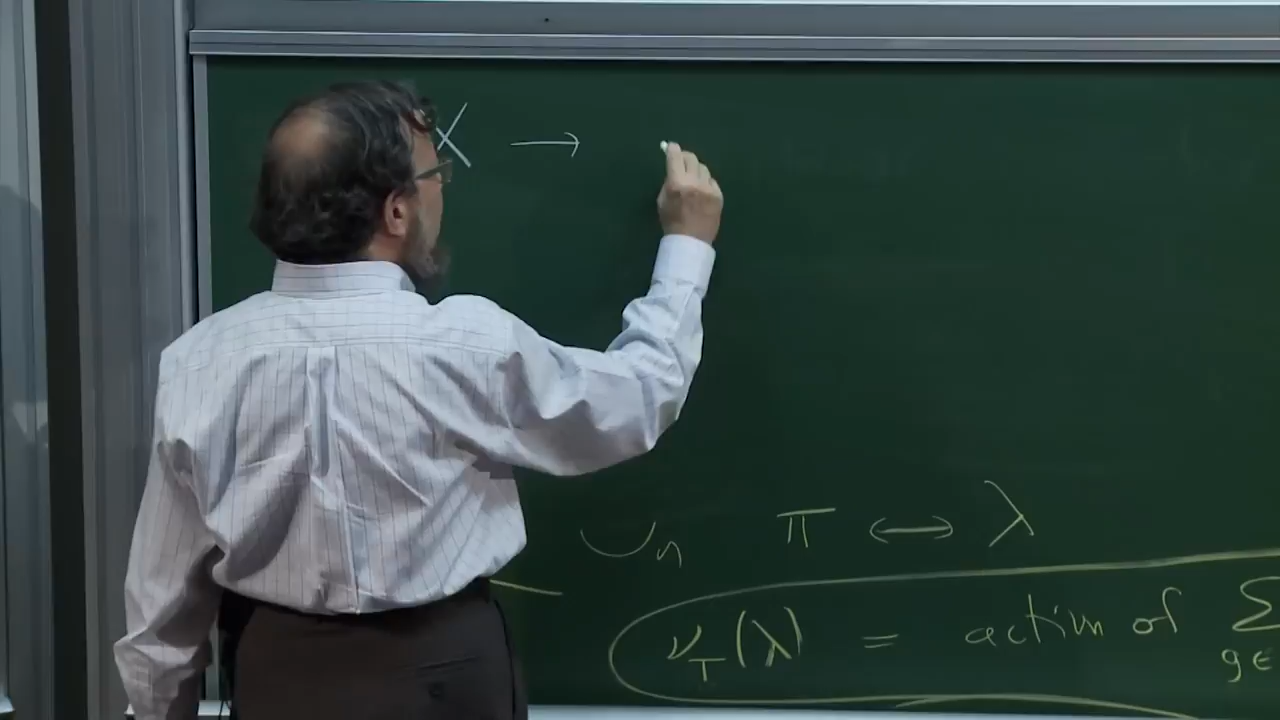 X →
∪ₙ π ↔ λ
ν_T(λ) = action of ∑_{g∈